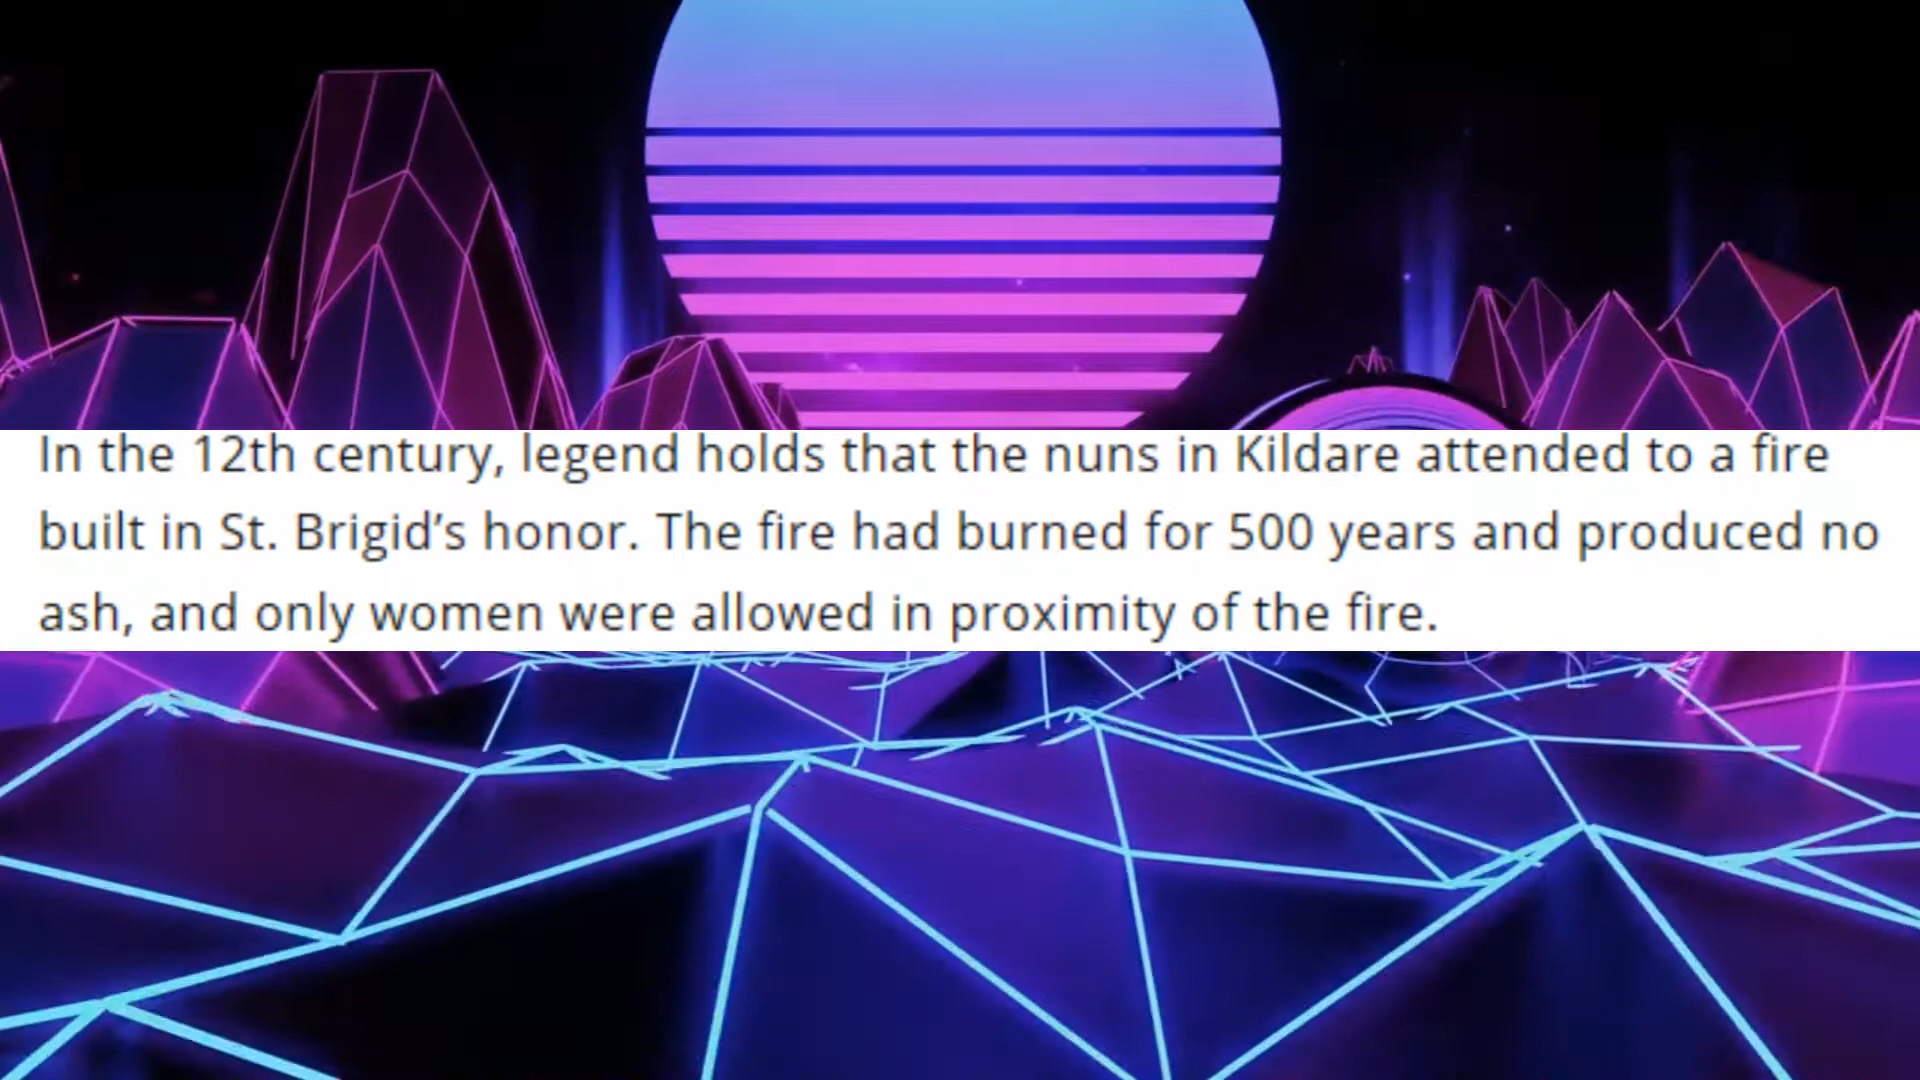 In the 12th century, legend holds that the nuns in Kildare attended to a fire
built in St. Brigid’s honor. The fire had burned for 500 years and produced no
ash, and only women were allowed in proximity of the fire.